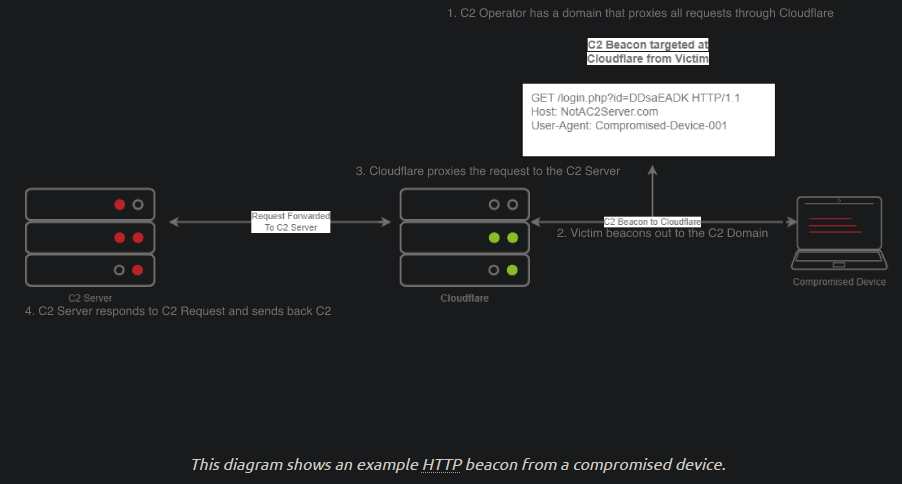 1. C2 Operator has a domain that proxies all requests through Cloudflare
C2 Beacon targeted at
Cloudflare from Victim
GET /login.php?id=DDsaEADK HTTP/1.1
Host: NotAC2Server.com
User-Agent: Compromised-Device-001
3. Cloudflare proxies the request to the C2 Server
Request Forwarded
To C2 Server
C2 Beacon to Cloudflare
2. Victim beacons out to the C2 Domain
C2 Server
Cloudflare
Compromised Device
4. C2 Server responds to C2 Request and sends back C2
This diagram shows an example HTTP beacon from a compromised device.